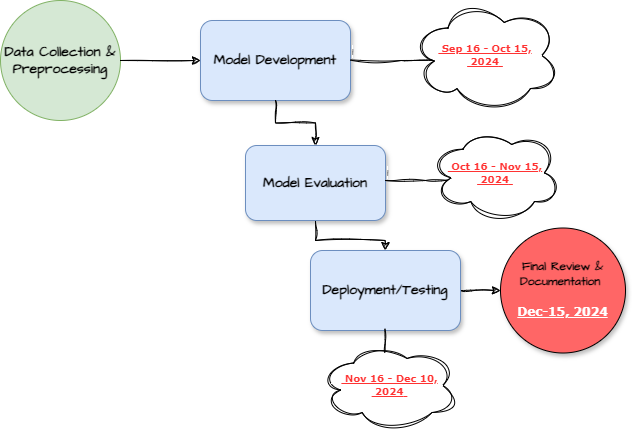 Data Collection &
Preprocessing
Model Development
Sep 16 - Oct 15,
2024
Model Evaluation
Oct 16 - Nov 15,
2024
Deployment/Testing
Final Review &
Documentation
Dec-15, 2024
Nov 16 - Dec 10,
2024